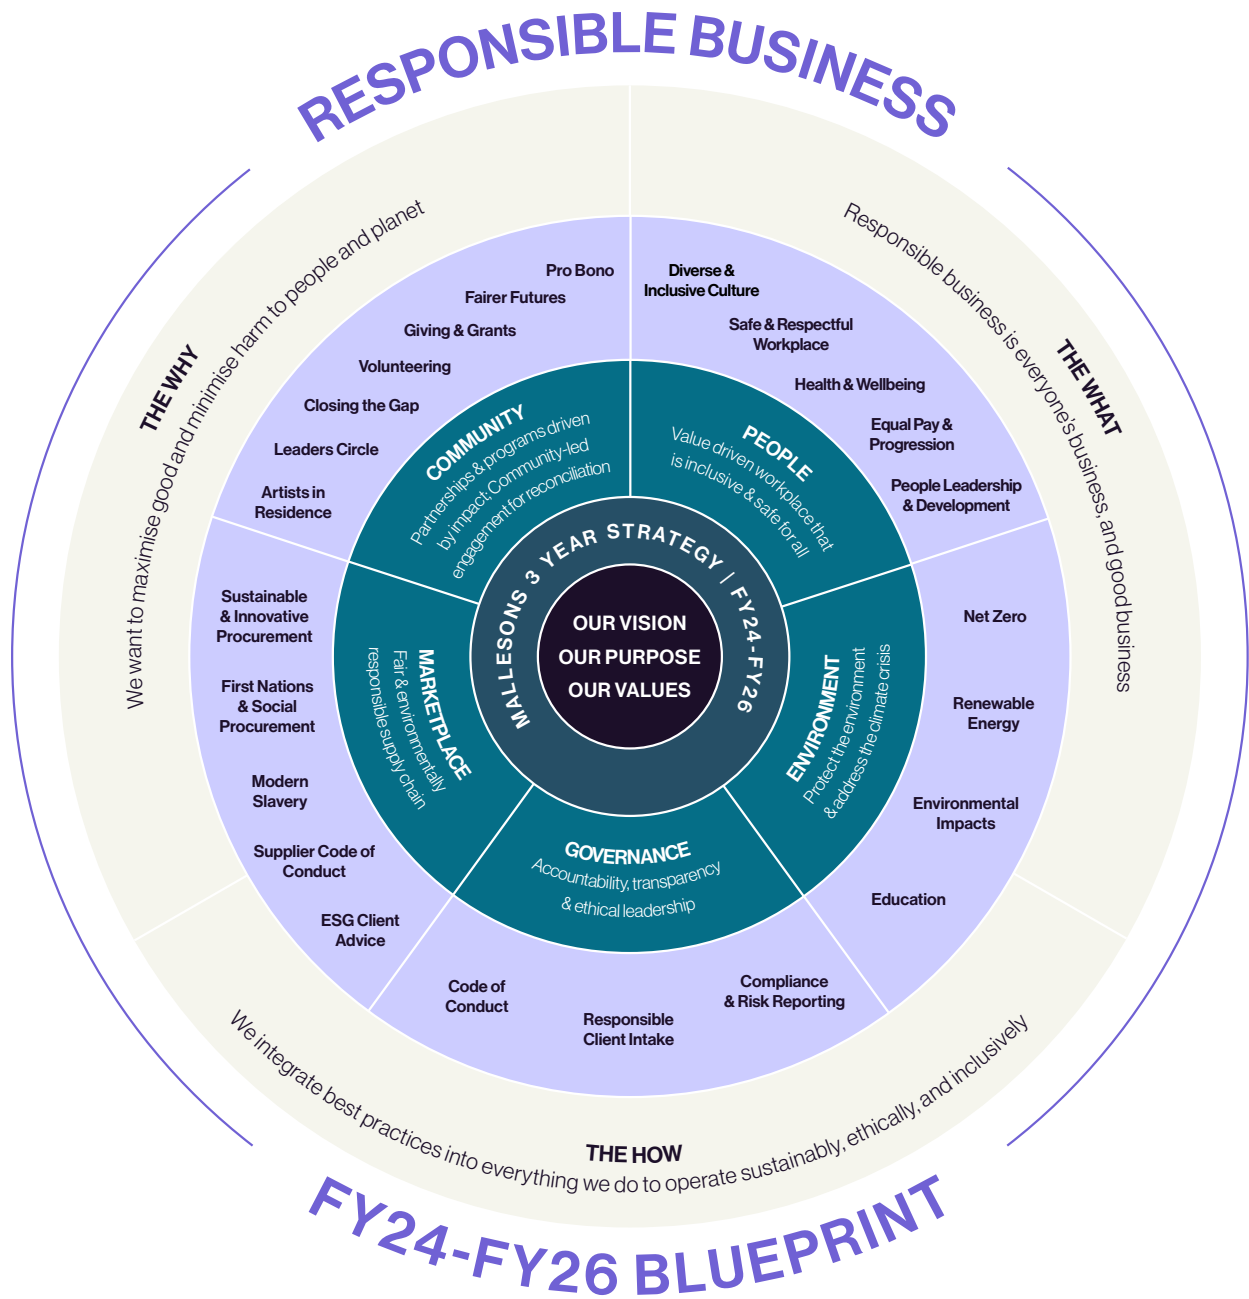 RESPONSIBLE BUSINESS
THE WHY
We want to maximise good and minimise harm to people and planet
THE WHAT
Responsible business is everyone's business, and good business
Pro Bono
Fairer Futures
Giving & Grants
Volunteering
Closing the Gap
Leaders Circle
Artists in
Residence
Diverse &
Inclusive Culture
Safe & Respectful
Workplace
Health & Wellbeing
Equal Pay &
Progression
People Leadership
& Development
COMMUNITY
Partnerships & programs driven
by impact; Community-led
engagement for reconciliation
PEOPLE
Value driven workplace that
is inclusive & safe for all
MALLESONS 3 YEAR STRATEGY / FY24-FY26
OUR VISION
OUR PURPOSE
OUR VALUES
Sustainable
& Innovative
Procurement
First Nations
& Social
Procurement
Modern
Slavery
Supplier Code of
Conduct
ESG Client
Advice
MARKETPLACE
Fair & environmentally
responsible supply chain
ENVIRONMENT
Protect the environment
& address the climate crisis
Net Zero
Renewable
Energy
Environmental
Impacts
Education
GOVERNANCE
Accountability, transparency
& ethical leadership
Code of
Conduct
Responsible
Client Intake
Compliance
& Risk Reporting
THE HOW
We integrate best practices into everything we do to operate sustainably, ethically, and inclusively
FY24-FY26 BLUEPRINT